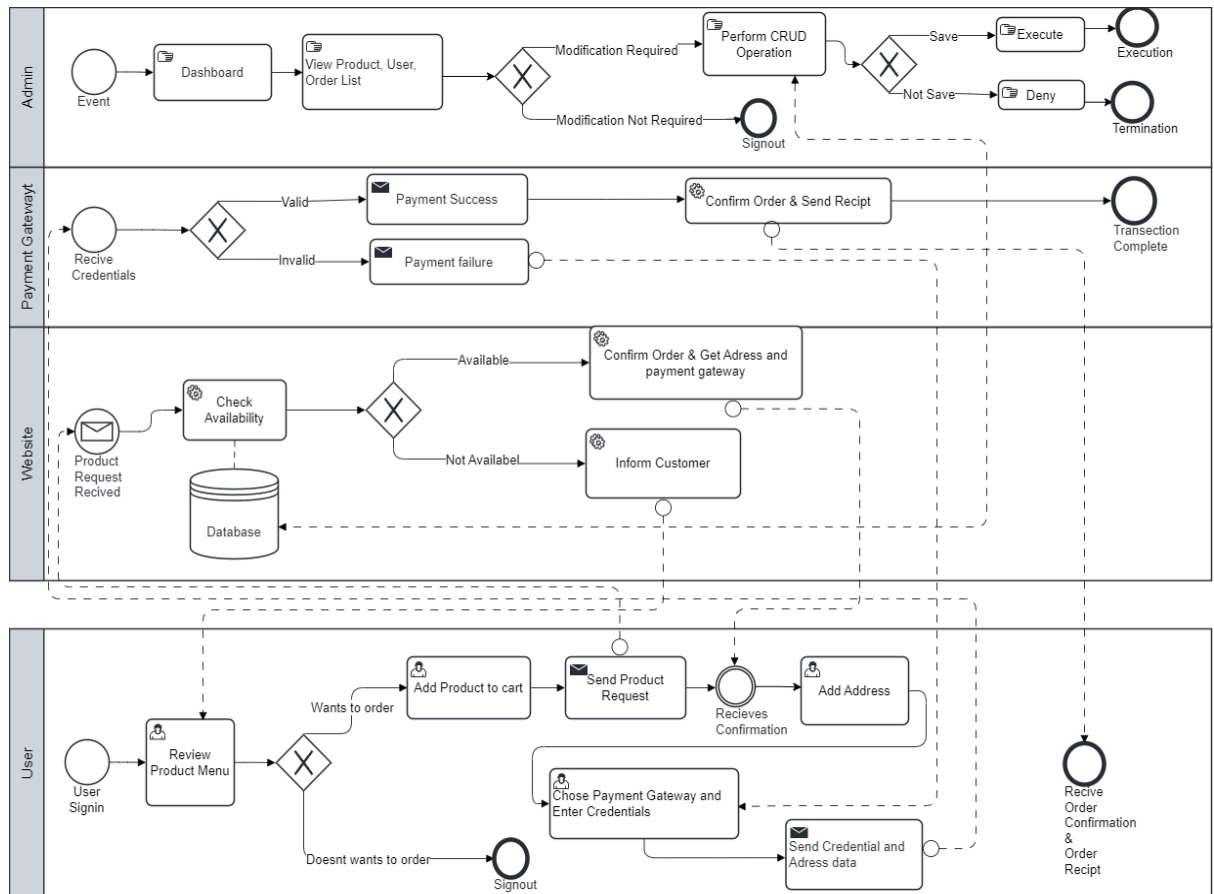 Admin
Event
Dashboard
View Product, User,
Order List
Modification Required
Modification Not Required
Signout
Perform CRUD
Operation
Save
Not Save
Execute
Deny
Execution
Termination
Payment Gatewayt
Recive
Credentials
Valid
Invalid
Payment Success
Payment failure
Confirm Order & Send Recipt
Transection
Complete
Website
Product
Request
Recived
Check
Availability
Database
Available
Not Availabel
Confirm Order & Get Adress and
payment gateway
Inform Customer
User
User
Signin
Review
Product Menu
Wants to order
Doesnt wants to order
Signout
Add Product to cart
Send Product
Request
Recieves
Confirmation
Add Address
Chose Payment Gateway and
Enter Credentials
Send Credential and
Adress data
Recive
Order
Confirmation
&
Order
Recipt